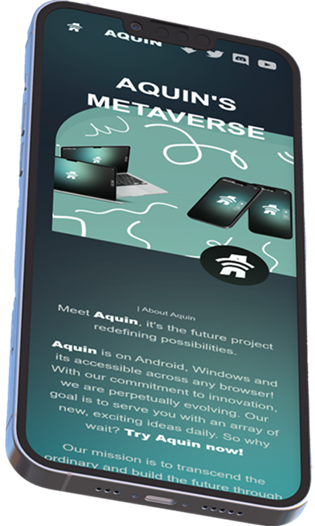 AQUIN
AQUIN'S
METAVERSE
| About Aquin
Meet Aquin, it's the future project
redefining possibilities.
Aquin is on Android, Windows and
its accessible across any browser!
With our commitment to innovation,
we are perpetually evolving. Our
goal is to serve you with an array of
new, exciting ideas daily. So why
wait? Try Aquin now!
Our mission is to transcend the
ordinary and build the future through